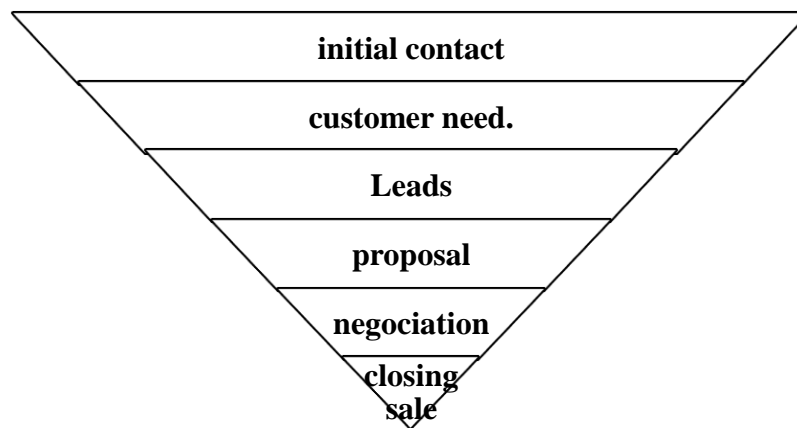 initial contact
customer need.
Leads
proposal
negociation
closing
sale